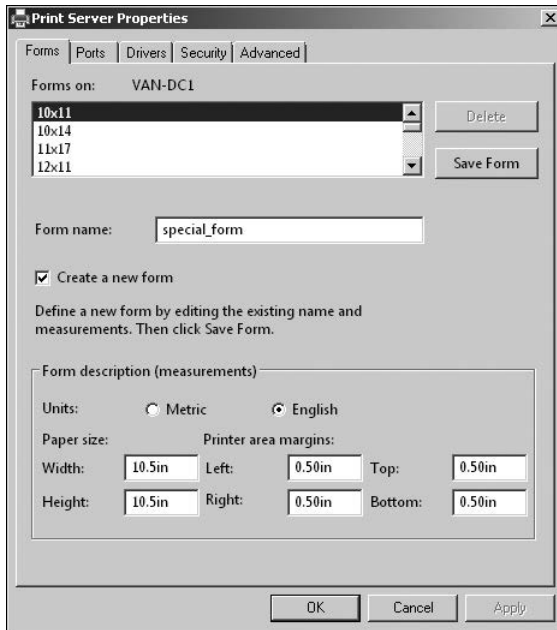 Print Server Properties
Forms Ports Drivers Security Advanced
Forms on: VAN-DC1
10x11
10x14
11x17
12x11
Delete
Save Form
Form name: special_form
Create a new form
Define a new form by editing the existing name and
measurements. Then click Save Form.
Form description (measurements)
Units: Metric English
Paper size: Printer area margins:
Width: 10.5in Left: 0.50in Top: 0.50in
Height: 10.5in Right: 0.50in Bottom: 0.50in
OK Cancel Apply